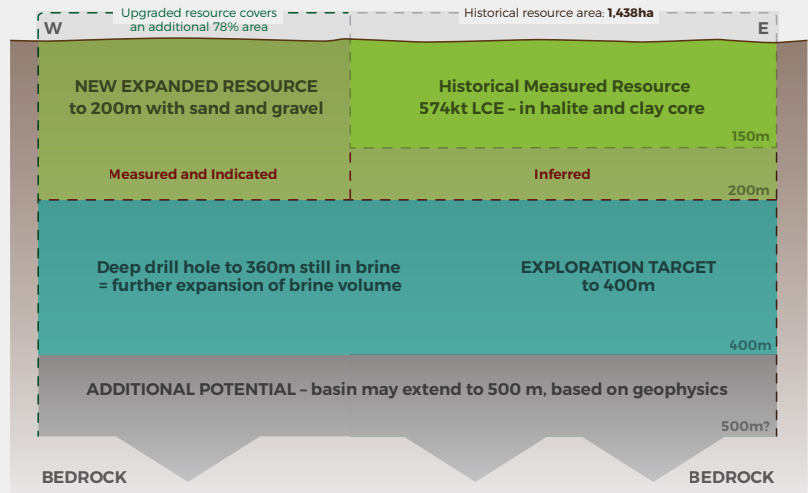 Upgraded resource covers
an additional 78% area
Historical resource area: 1,438ha
W
E
NEW EXPANDED RESOURCE
to 200m with sand and gravel
Historical Measured Resource
574kt LCE – in halite and clay core
150m
Measured and Indicated
Inferred
200m
Deep drill hole to 360m still in brine
= further expansion of brine volume
EXPLORATION TARGET
to 400m
400m
ADDITIONAL POTENTIAL – basin may extend to 500 m, based on geophysics
500m?
BEDROCK
BEDROCK